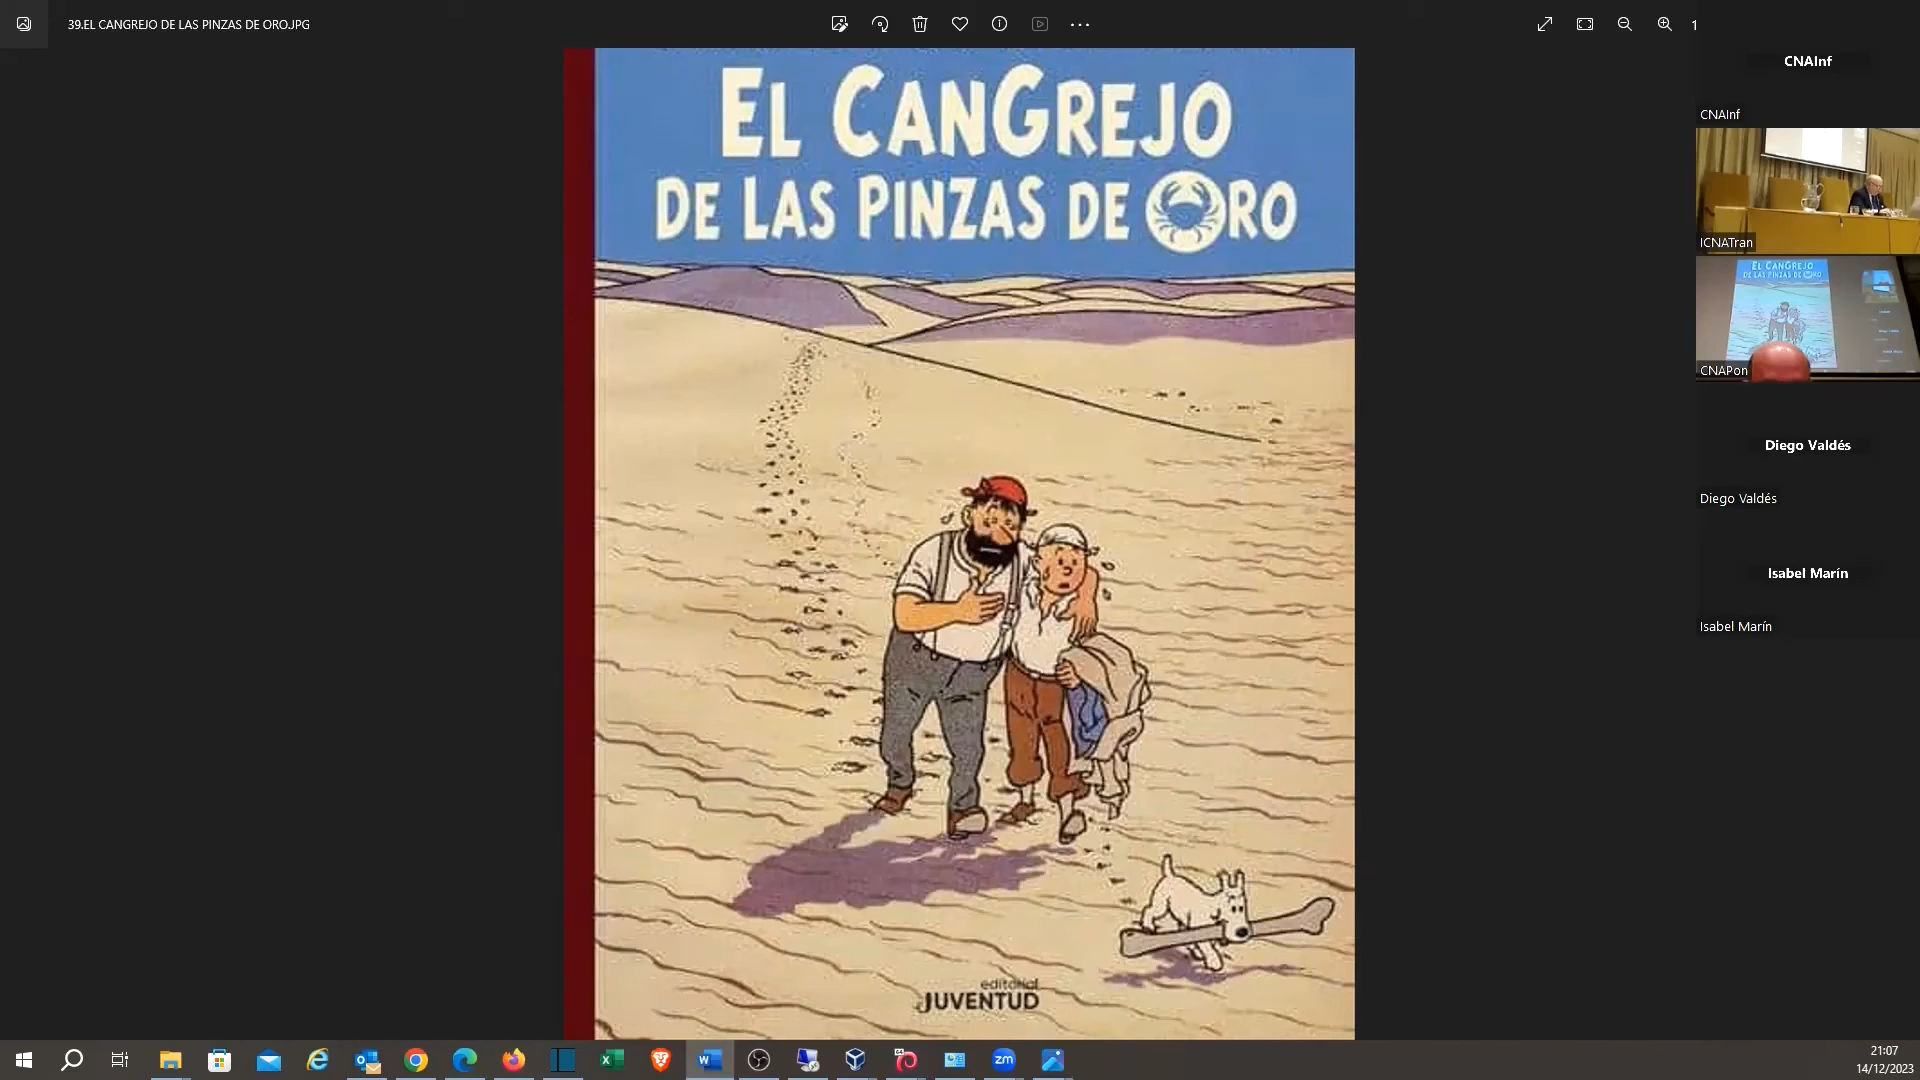 39.EL CANGREJO DE LAS PINZAS DE ORO.JPG
1
EL CANGREJO
DE LAS PINZAS DE ORO
editorial
JUVENTUD
CNAInf
CNAInf
ICNATran
EL CANGREJO
DE LAS PINZAS DE ORO
CNAPon
Diego Valdés
Diego Valdés
Isabel Marín
Isabel Marín
zm
21:07
14/12/2023